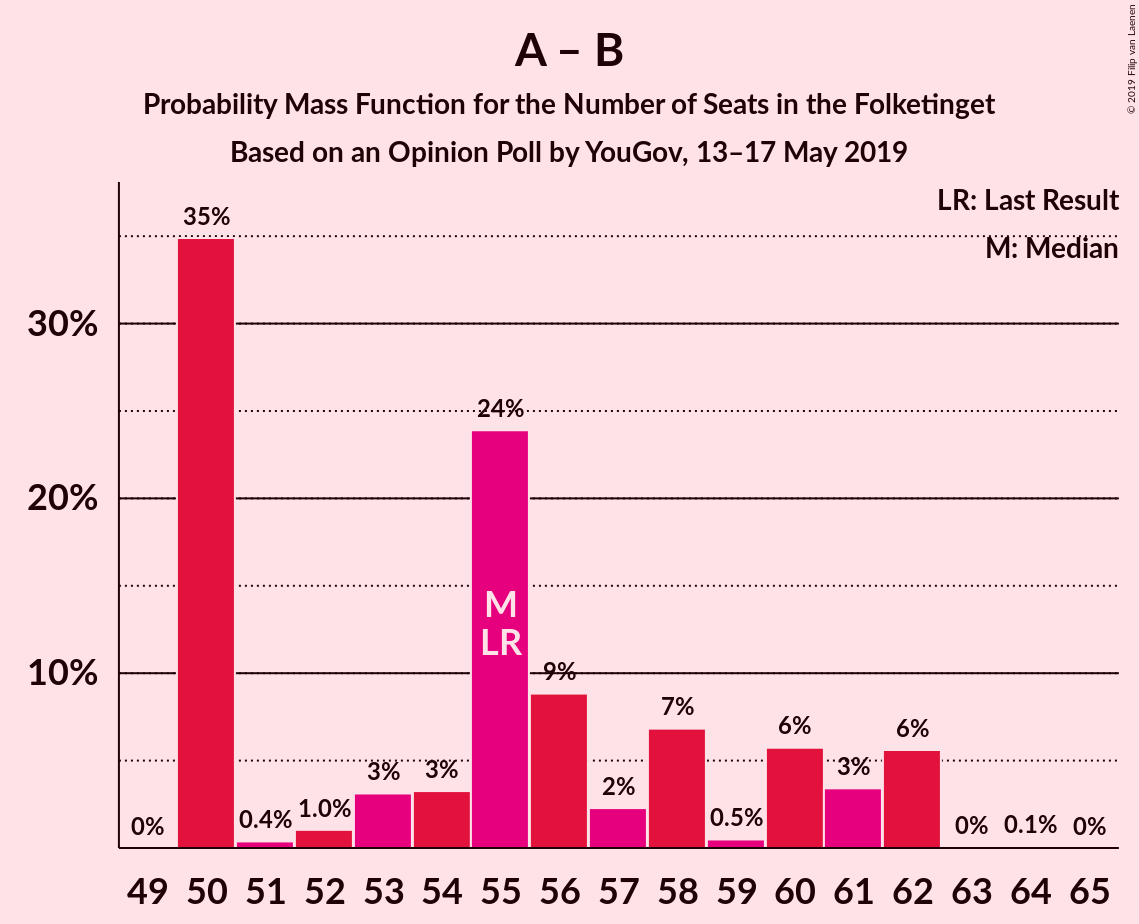 A – B
Probability Mass Function for the Number of Seats in the Folketinget
Based on an Opinion Poll by YouGov, 13–17 May 2019
© 2019 Filip van Laenen
LR: Last Result
M: Median
30%
20%
10%
0%
35%
0.4%
1.0%
3%
3%
24%
9%
2%
7%
0.5%
6%
3%
6%
0%
0.1%
0%
M
LR
49 50 51 52 53 54 55 56 57 58 59 60 61 62 63 64 65